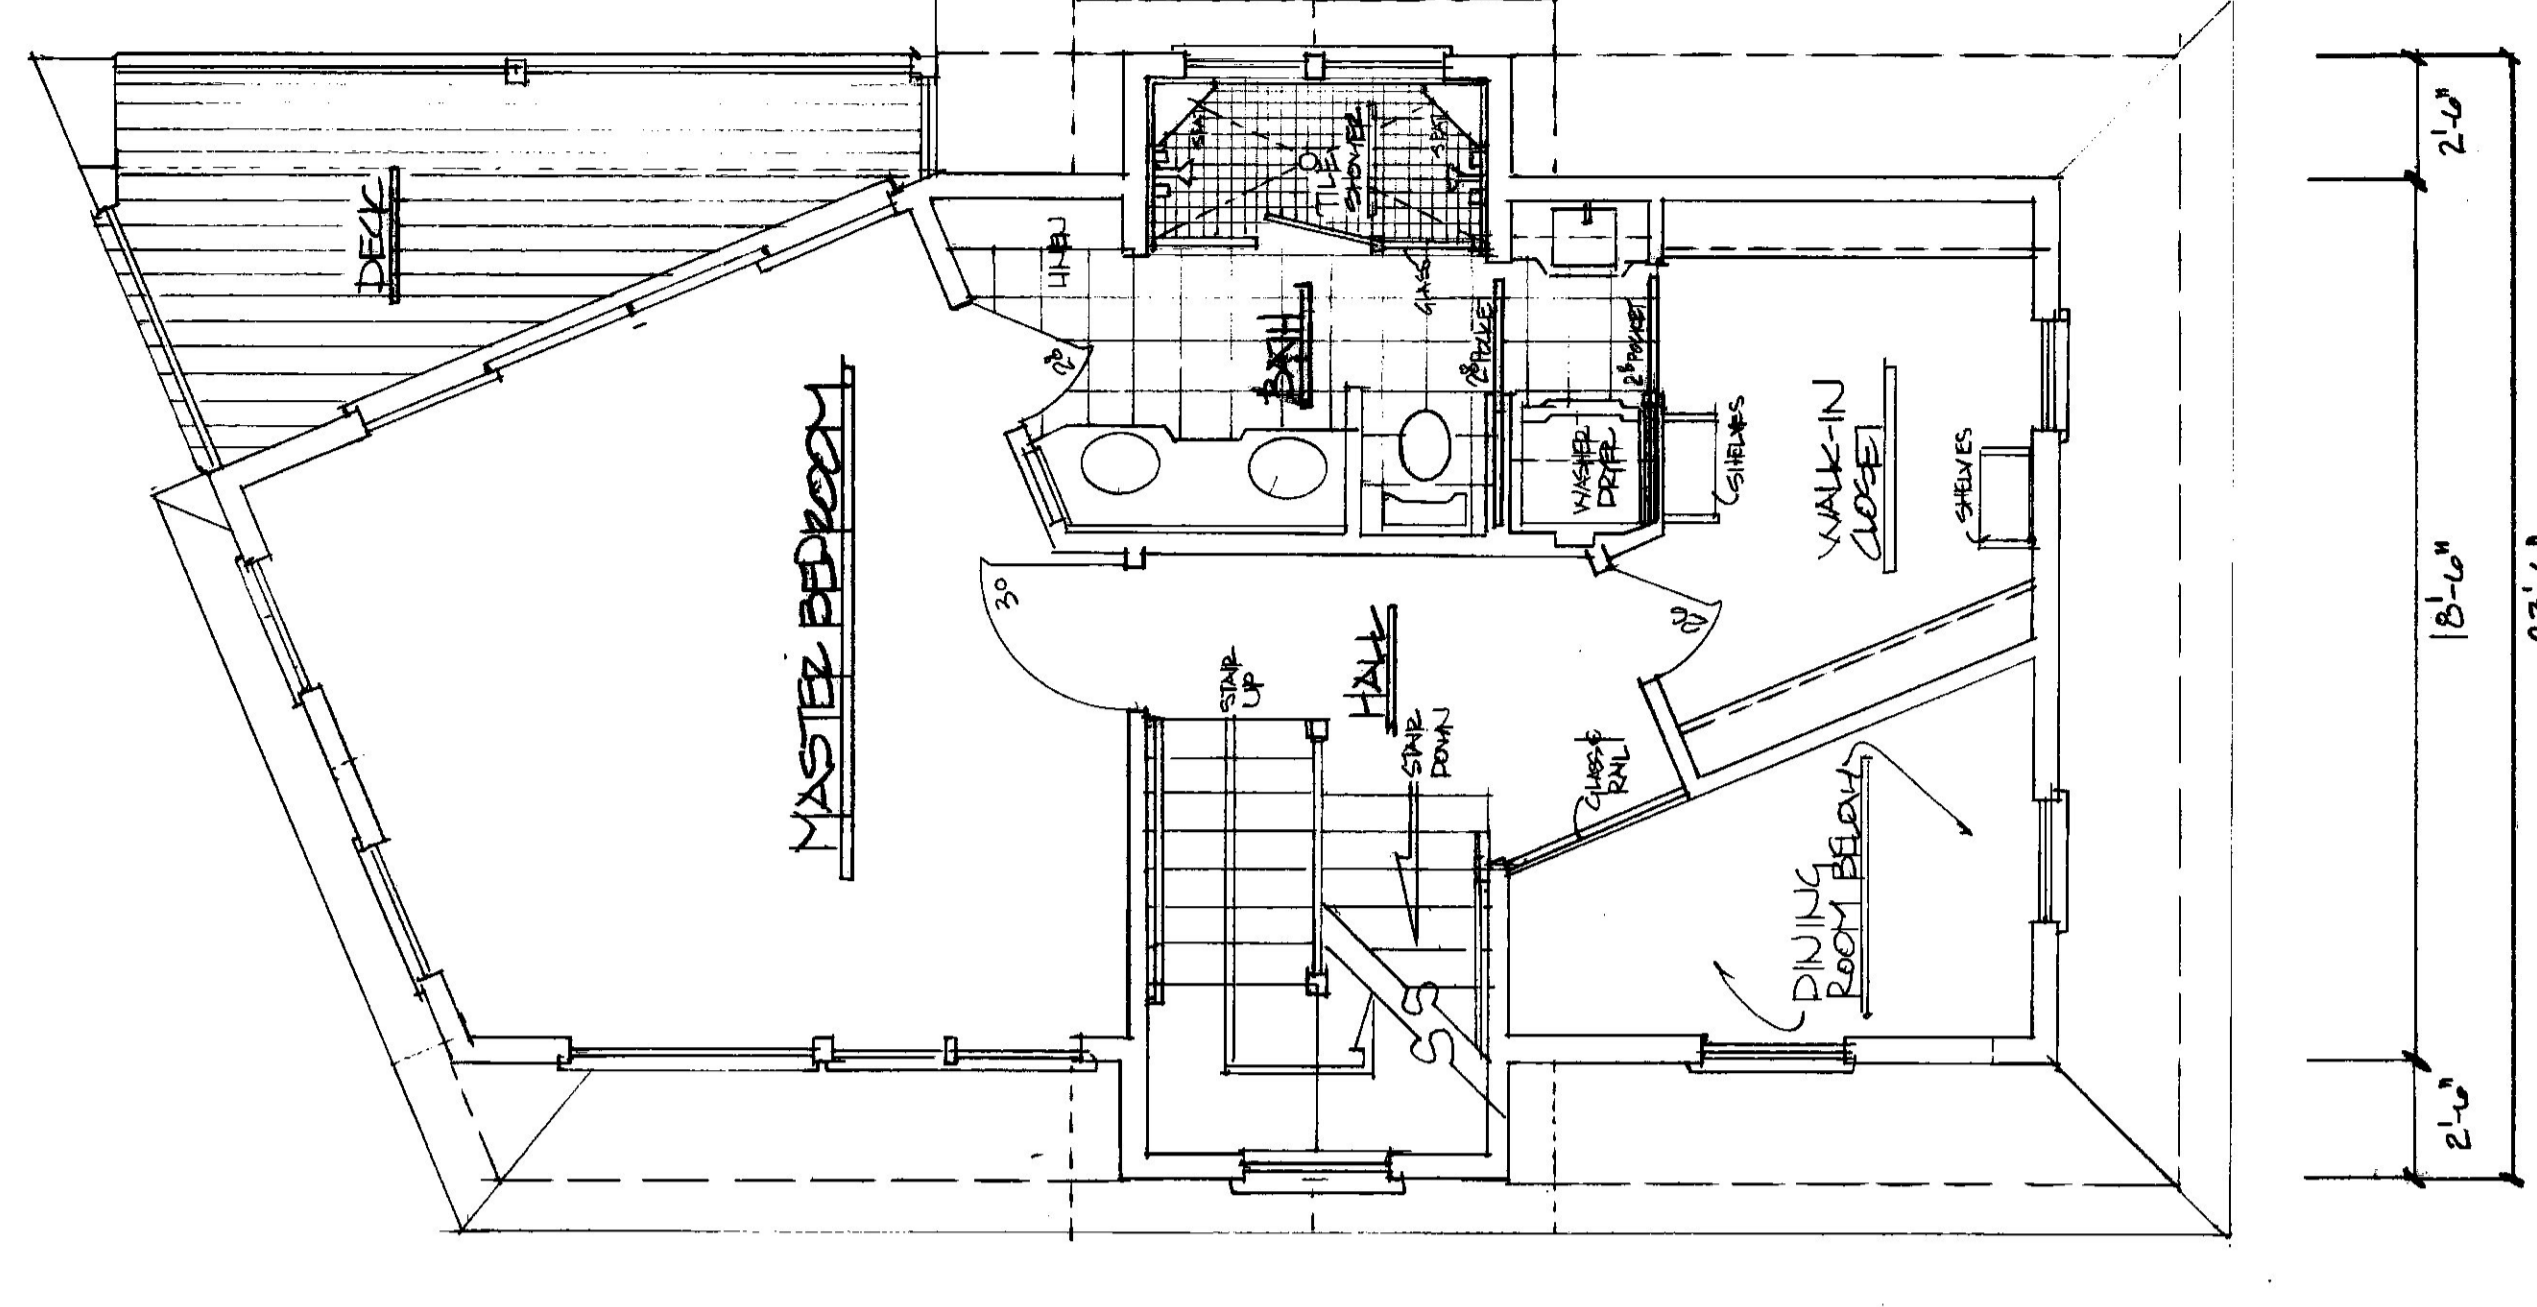 DECK
MASTER BEDROOM
LINEN
2⁸
BATH
SEAT
TILE
SHOWER
SEAT
GLASS
2⁸ POCKET
2⁸ POCKET
WASHER
DRYER
SHELVES
WALK-IN
CLOSET
SHELVES
3⁰
STAIR
UP
HALL
STAIR
DOWN
GLASS
RAIL
DINING
ROOM BELOW
2'-6"
18'-6"
2'-6"